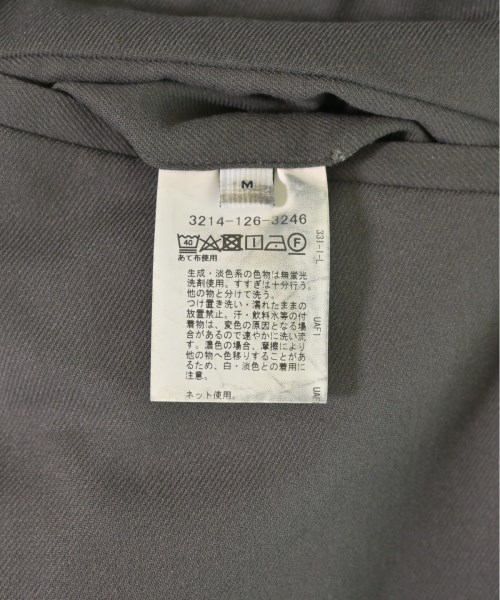 M
3214-126-3246
40 F
あて布使用
生成・淡色系の色物は無蛍光
洗剤使用。すすぎは十分行う。
他の物と分けて洗う。
つけ置き洗い・濡れたままの
放置禁止。汗・飲料水等の付
着物は、変色の原因となる場
合があるので速やかに洗い流
す。濃色の場合、摩擦により
他の物へ色移りすることがあ
るため、白・淡色との着用に
注意。
ネット使用。
331-I-L
UAF1
UAF